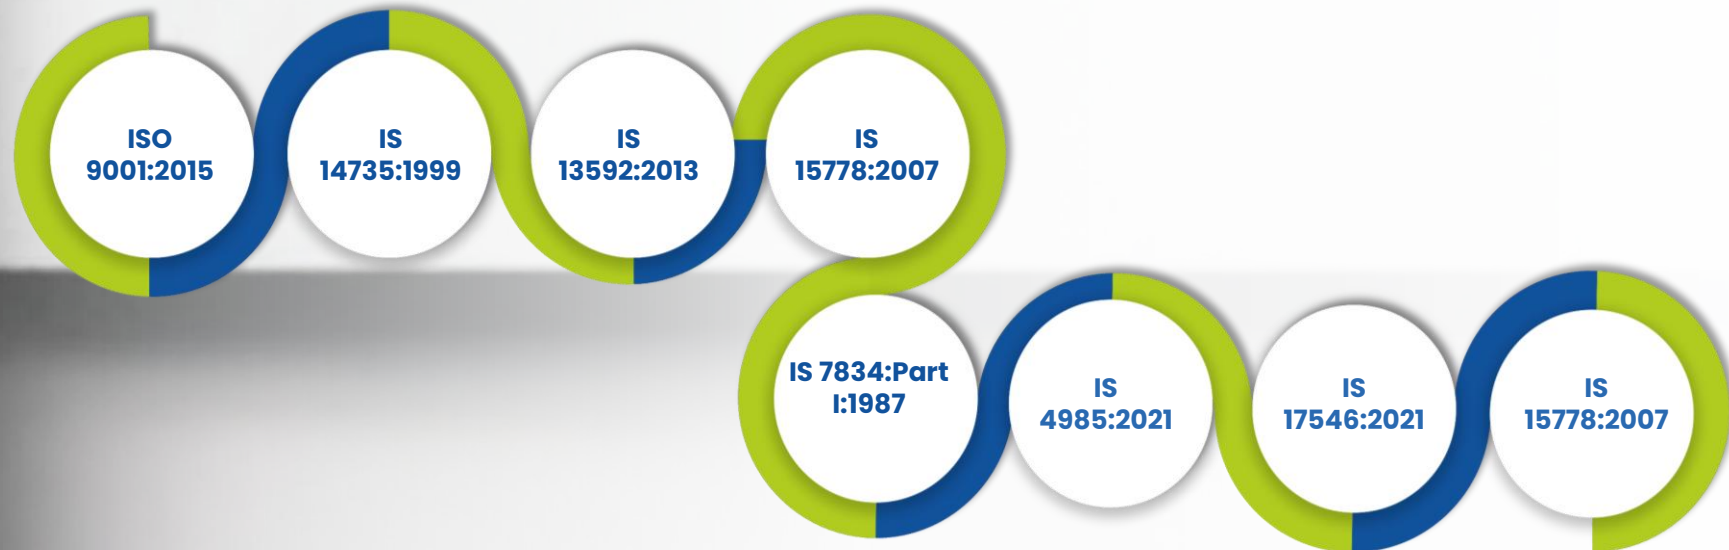 ISO
9001:2015
IS
14735:1999
IS
13592:2013
IS
15778:2007
IS 7834:Part
I:1987
IS
4985:2021
IS
17546:2021
IS
15778:2007